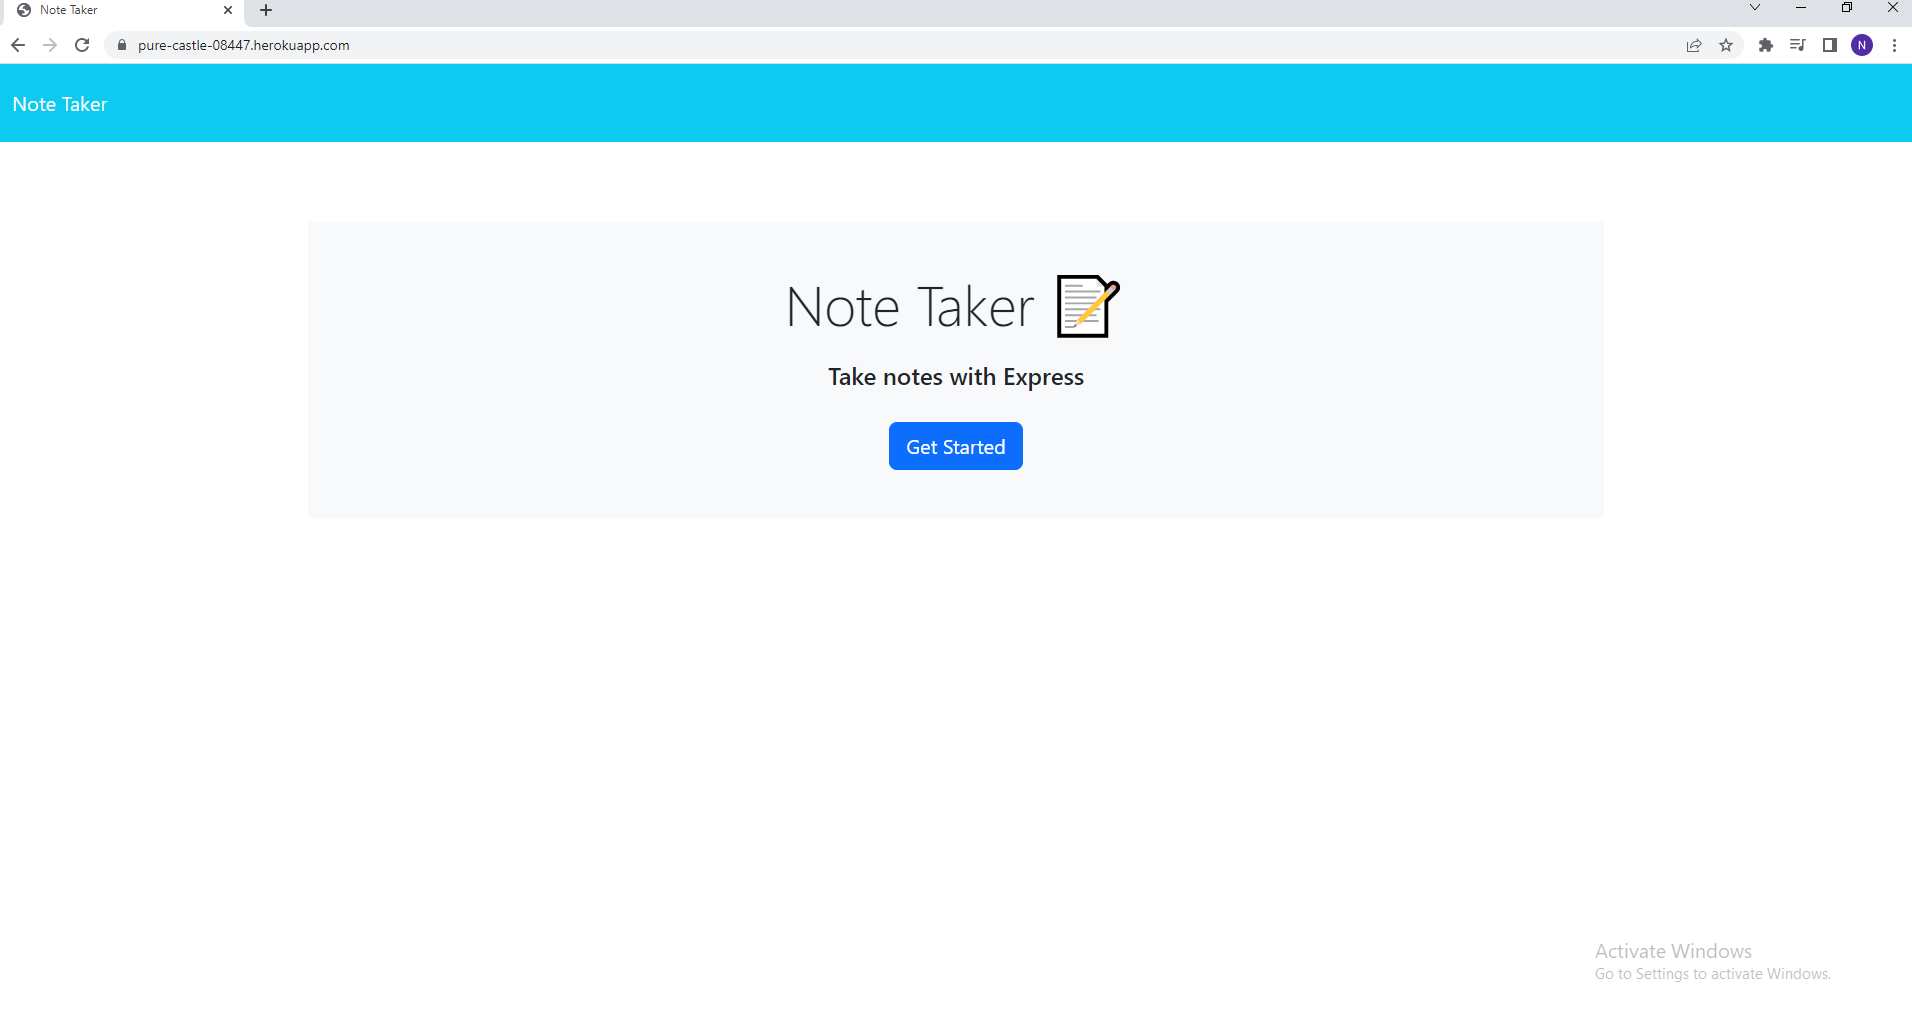 Note Taker
pure-castle-08447.herokuapp.com
N
Note Taker
Note Taker
Take notes with Express
Get Started
Activate Windows
Go to Settings to activate Windows.